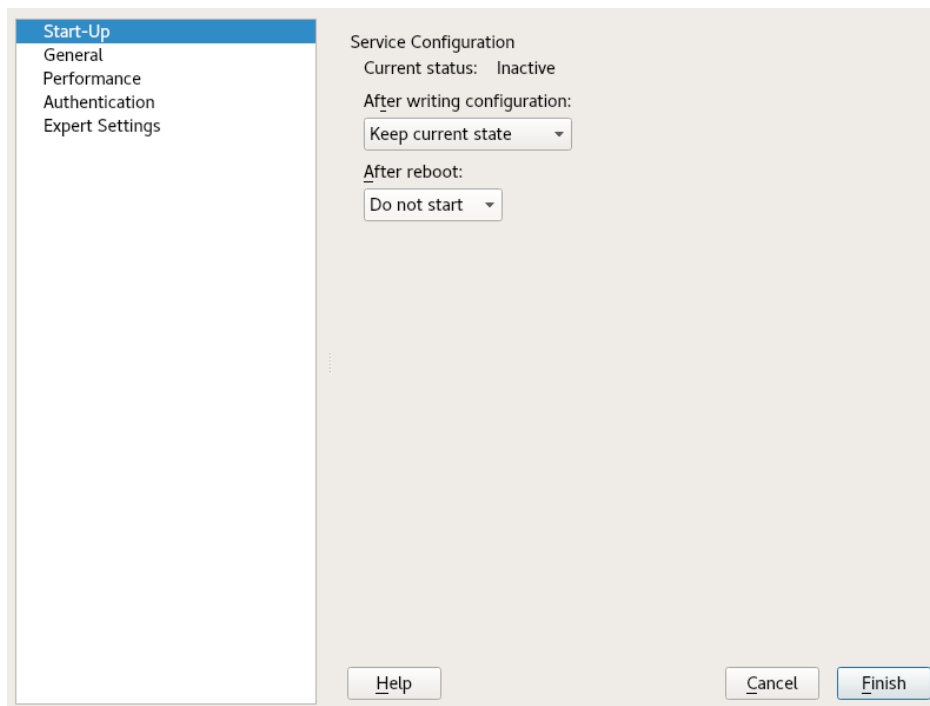 Start-Up
General
Performance
Authentication
Expert Settings
Service Configuration
Current status: Inactive
After writing configuration:
Keep current state
After reboot:
Do not start
Help
Cancel
Finish